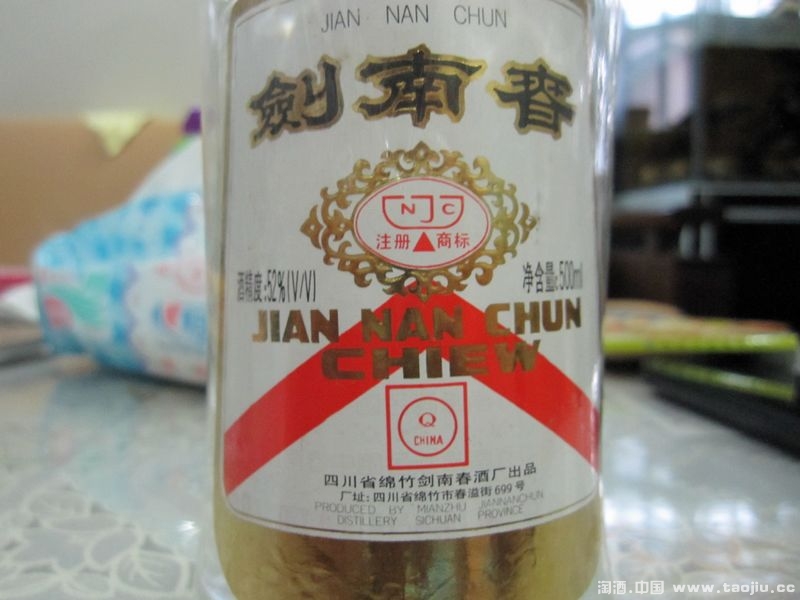 JIAN NAN CHUN
劍南春
NJC
注册 商标
酒精度:52%(V/V)
净含量:500ml
JIAN NAN CHUN
CHIEW
Q
CHINA
四川省绵竹剑南春酒厂出品
厂址:四川省绵竹市春溢街699号
PRODUCED BY MIANZHU JIANNANCHUN
DISTILLERY SICHUAN PROVINCE
淘酒.中国 www.taojiu.cc